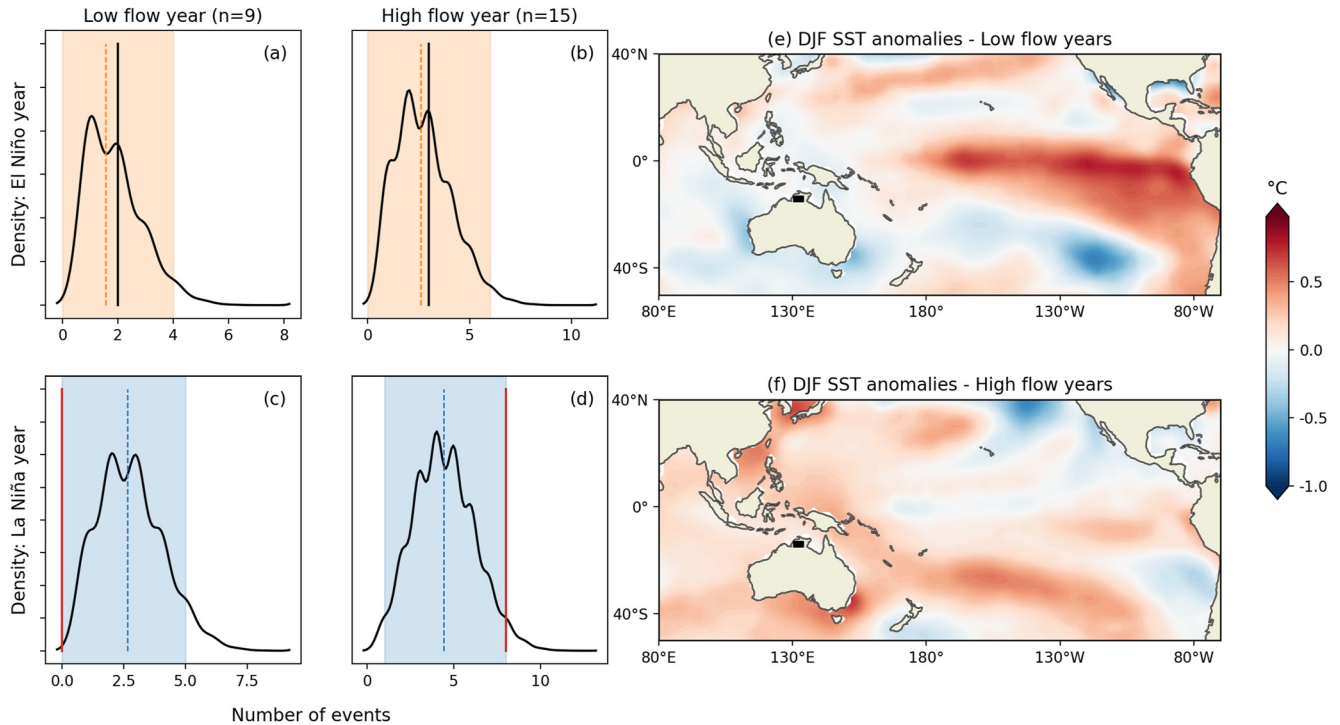 Low flow year (n=9)
High flow year (n=15)
(a)
(b)
Density: El Niño year
0 2 4 6 8
0 5 10
(c)
(d)
Density: La Niña year
0.0 2.5 5.0 7.5
0 5 10
Number of events
(e) DJF SST anomalies - Low flow years
40°N
0°
40°S
80°E 130°E 180° 130°W 80°W
(f) DJF SST anomalies - High flow years
40°N
0°
40°S
80°E 130°E 180° 130°W 80°W
°C
0.5
0.0
-0.5
-1.0